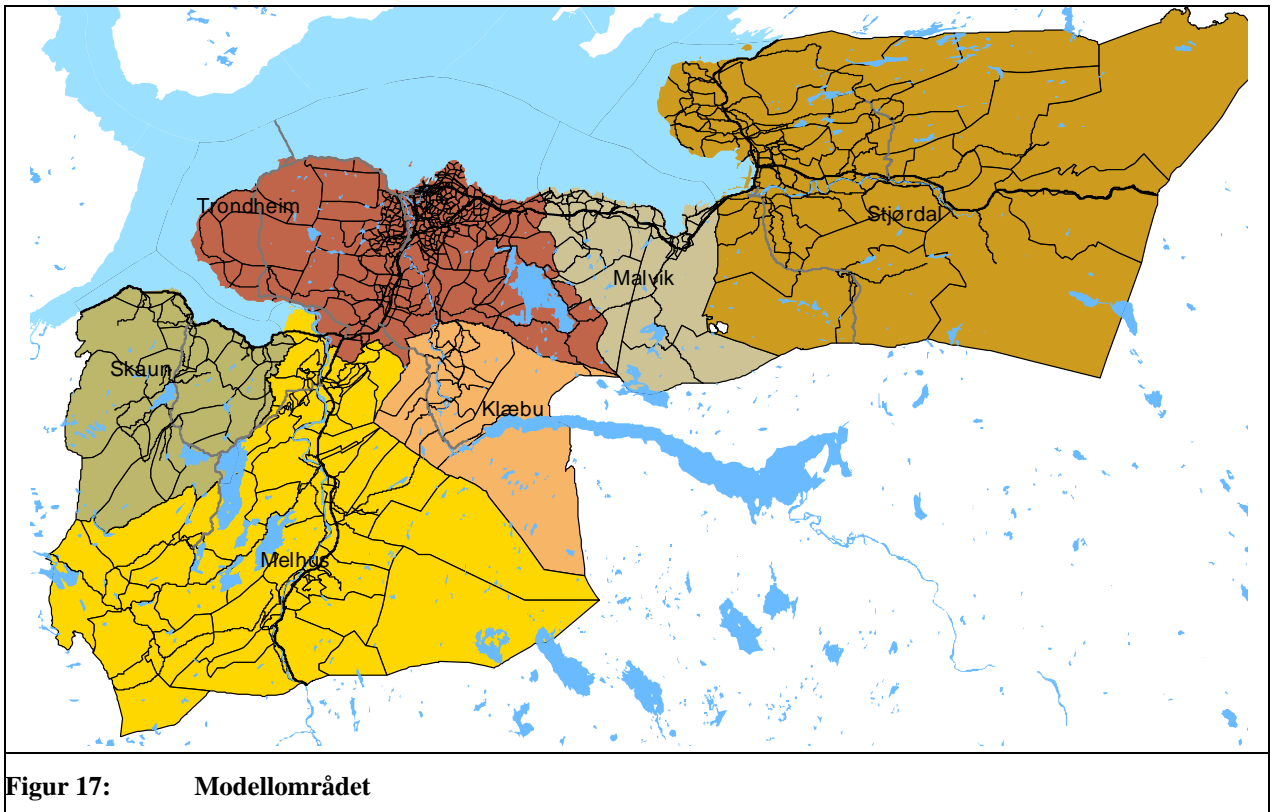 Trondheim
Stjørdal
Malvik
Skaun
Klæbu
Melhus
Figur 17: Modellområdet